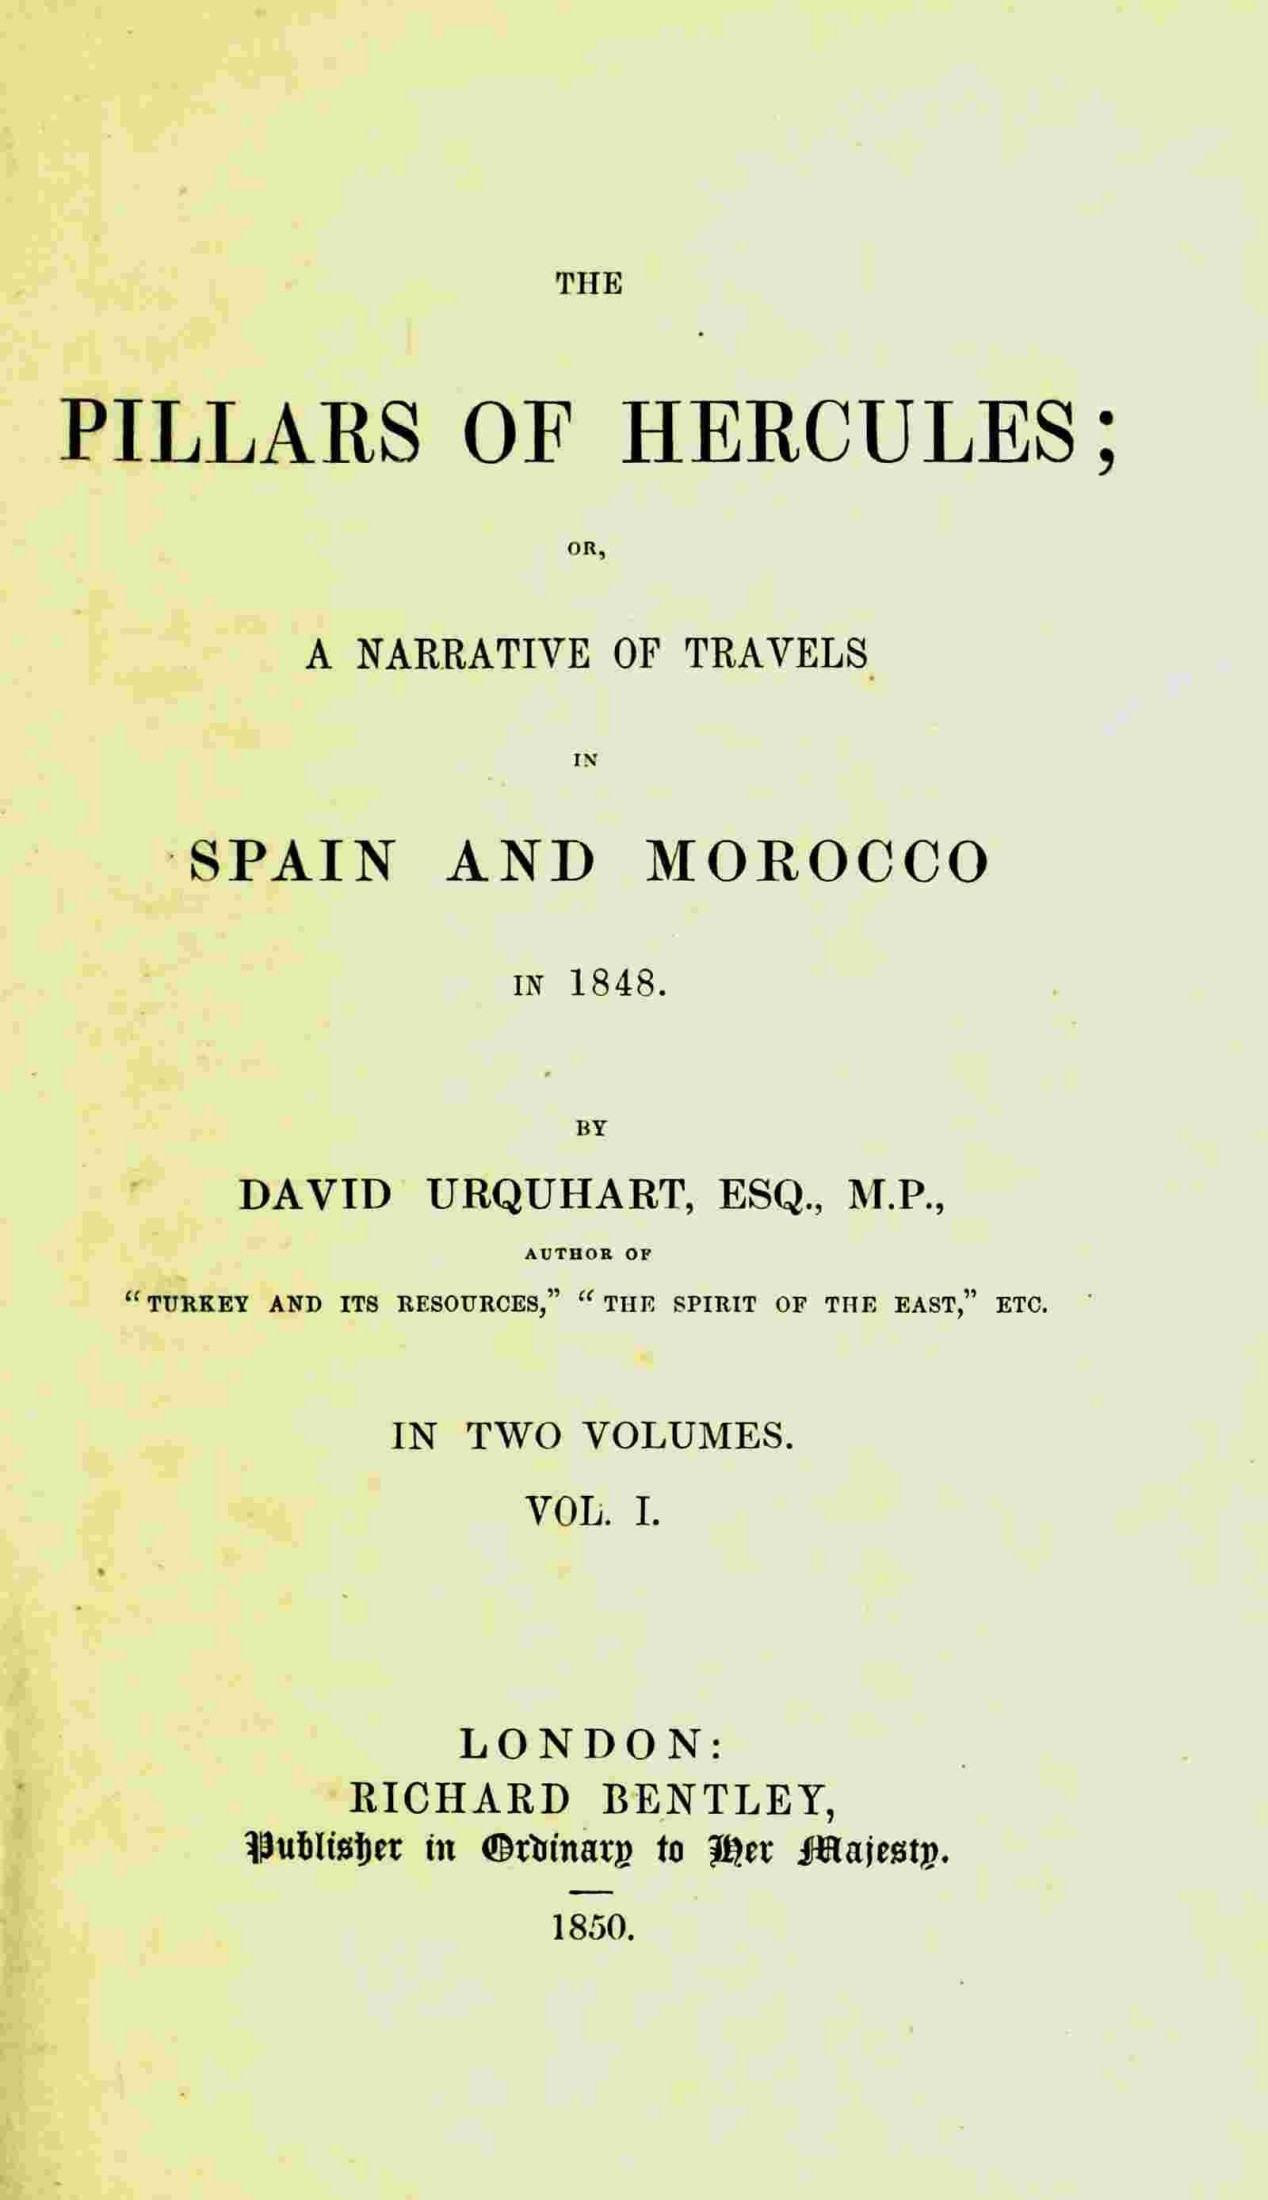 THE
PILLARS OF HERCULES;
OR,
A NARRATIVE OF TRAVELS
IN
SPAIN AND MOROCCO
IN 1848.
BY
DAVID URQUHART, ESQ., M.P.,
AUTHOR OF
“TURKEY AND ITS RESOURCES,” “THE SPIRIT OF THE EAST,” ETC.
IN TWO VOLUMES.
VOL. I.
LONDON:
RICHARD BENTLEY,
Publisher in Ordinary to Her Majesty.
1850.